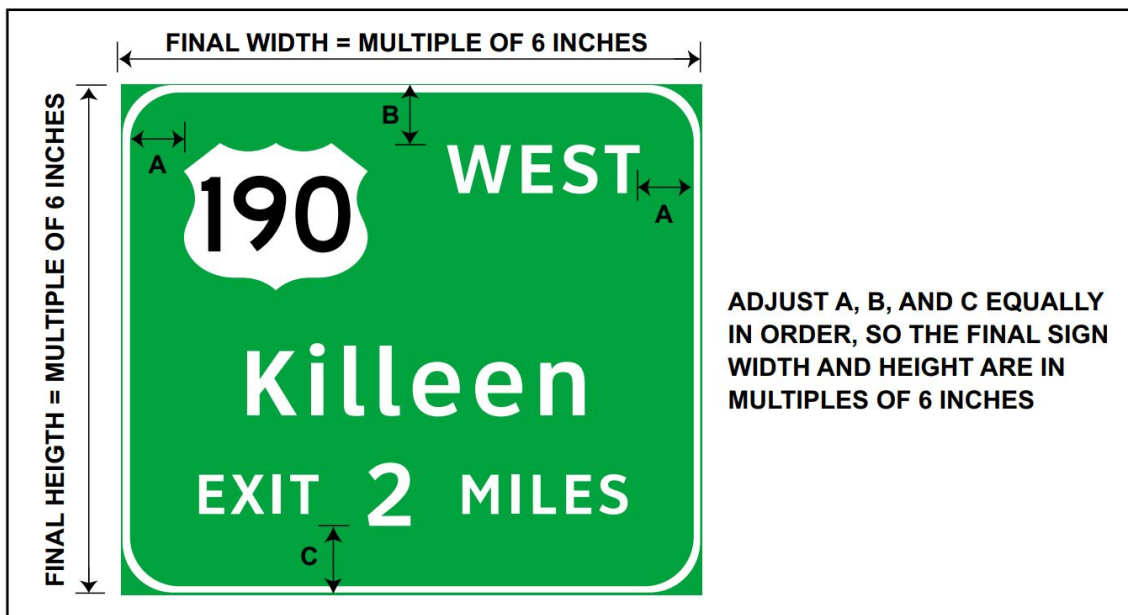 FINAL WIDTH = MULTIPLE OF 6 INCHES
FINAL HEIGTH = MULTIPLE OF 6 INCHES
B
A
190
WEST
A
Killeen
EXIT 2 MILES
C
ADJUST A, B, AND C EQUALLY
IN ORDER, SO THE FINAL SIGN
WIDTH AND HEIGHT ARE IN
MULTIPLES OF 6 INCHES